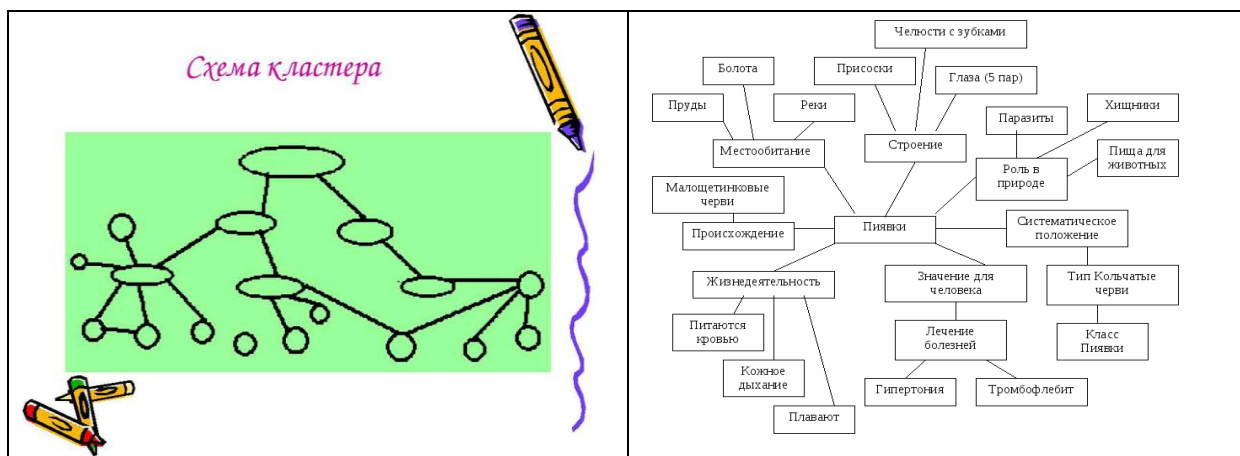 Схема кластера
Челюсти с зубками
Болота
Присоски
Глаза (5 пар)
Пруды
Реки
Хищники
Паразиты
Местообитание
Строение
Роль в
природе
Пища для
животных
Малощетинковые
черви
Происхождение
Пиявки
Систематическое
положение
Жизнедеятельность
Значение для
человека
Тип Кольчатые
черви
Питаются
кровью
Лечение
болезней
Класс
Пиявки
Кожное
дыхание
Гипертония
Тромбофлебит
Плавают